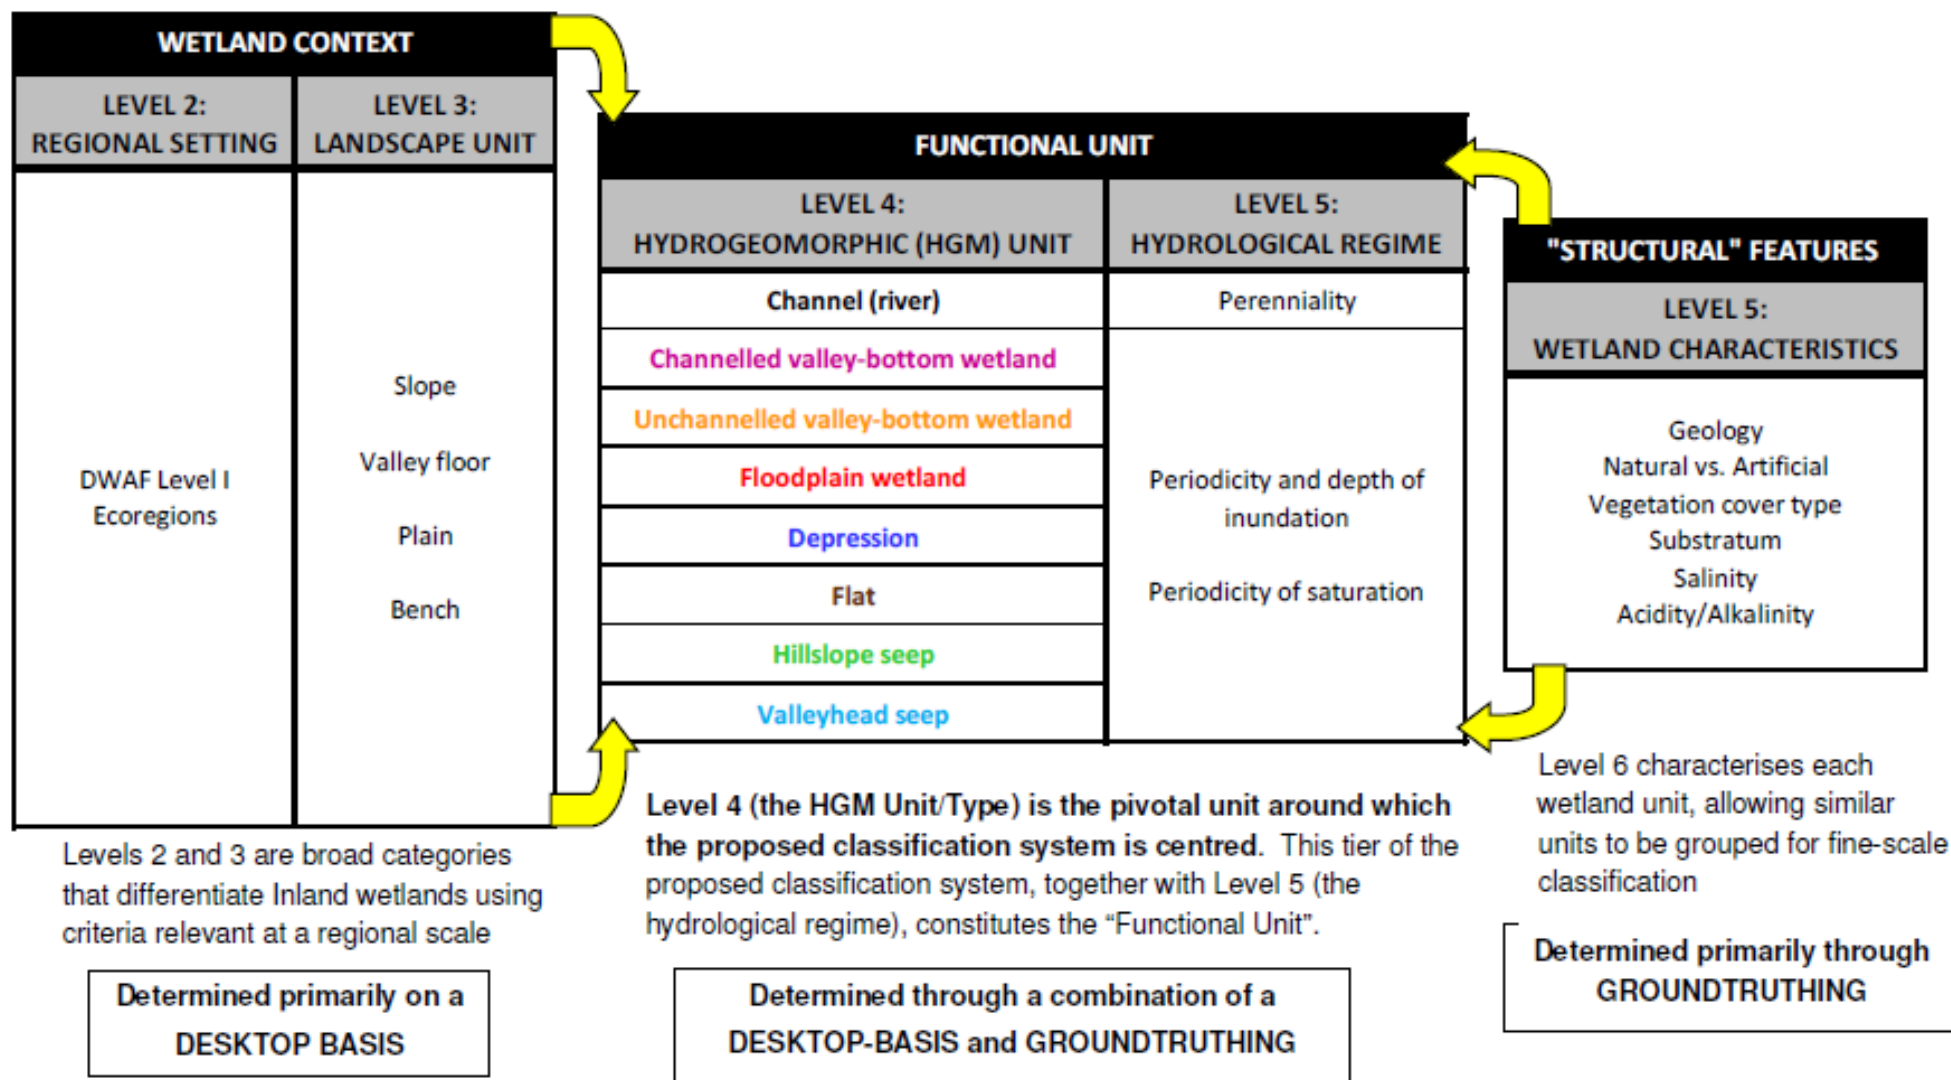 WETLAND CONTEXT
LEVEL 2:
REGIONAL SETTING
LEVEL 3:
LANDSCAPE UNIT
DWAF Level I
Ecoregions
Slope
Valley floor
Plain
Bench
Levels 2 and 3 are broad categories
that differentiate Inland wetlands using
criteria relevant at a regional scale
Determined primarily on a
DESKTOP BASIS
FUNCTIONAL UNIT
LEVEL 4:
HYDROGEOMORPHIC (HGM) UNIT
LEVEL 5:
HYDROLOGICAL REGIME
Channel (river)
Perenniality
Channelled valley-bottom wetland
Unchannelled valley-bottom wetland
Floodplain wetland
Depression
Flat
Hillslope seep
Valleyhead seep
Periodicity and depth of
inundation
Periodicity of saturation
Level 4 (the HGM Unit/Type) is the pivotal unit around which
the proposed classification system is centred. This tier of the
proposed classification system, together with Level 5 (the
hydrological regime), constitutes the “Functional Unit”.
Determined through a combination of a
DESKTOP-BASIS and GROUNDTRUTHING
"STRUCTURAL" FEATURES
LEVEL 5:
WETLAND CHARACTERISTICS
Geology
Natural vs. Artificial
Vegetation cover type
Substratum
Salinity
Acidity/Alkalinity
Level 6 characterises each
wetland unit, allowing similar
units to be grouped for fine-scale
classification
Determined primarily through
GROUNDTRUTHING